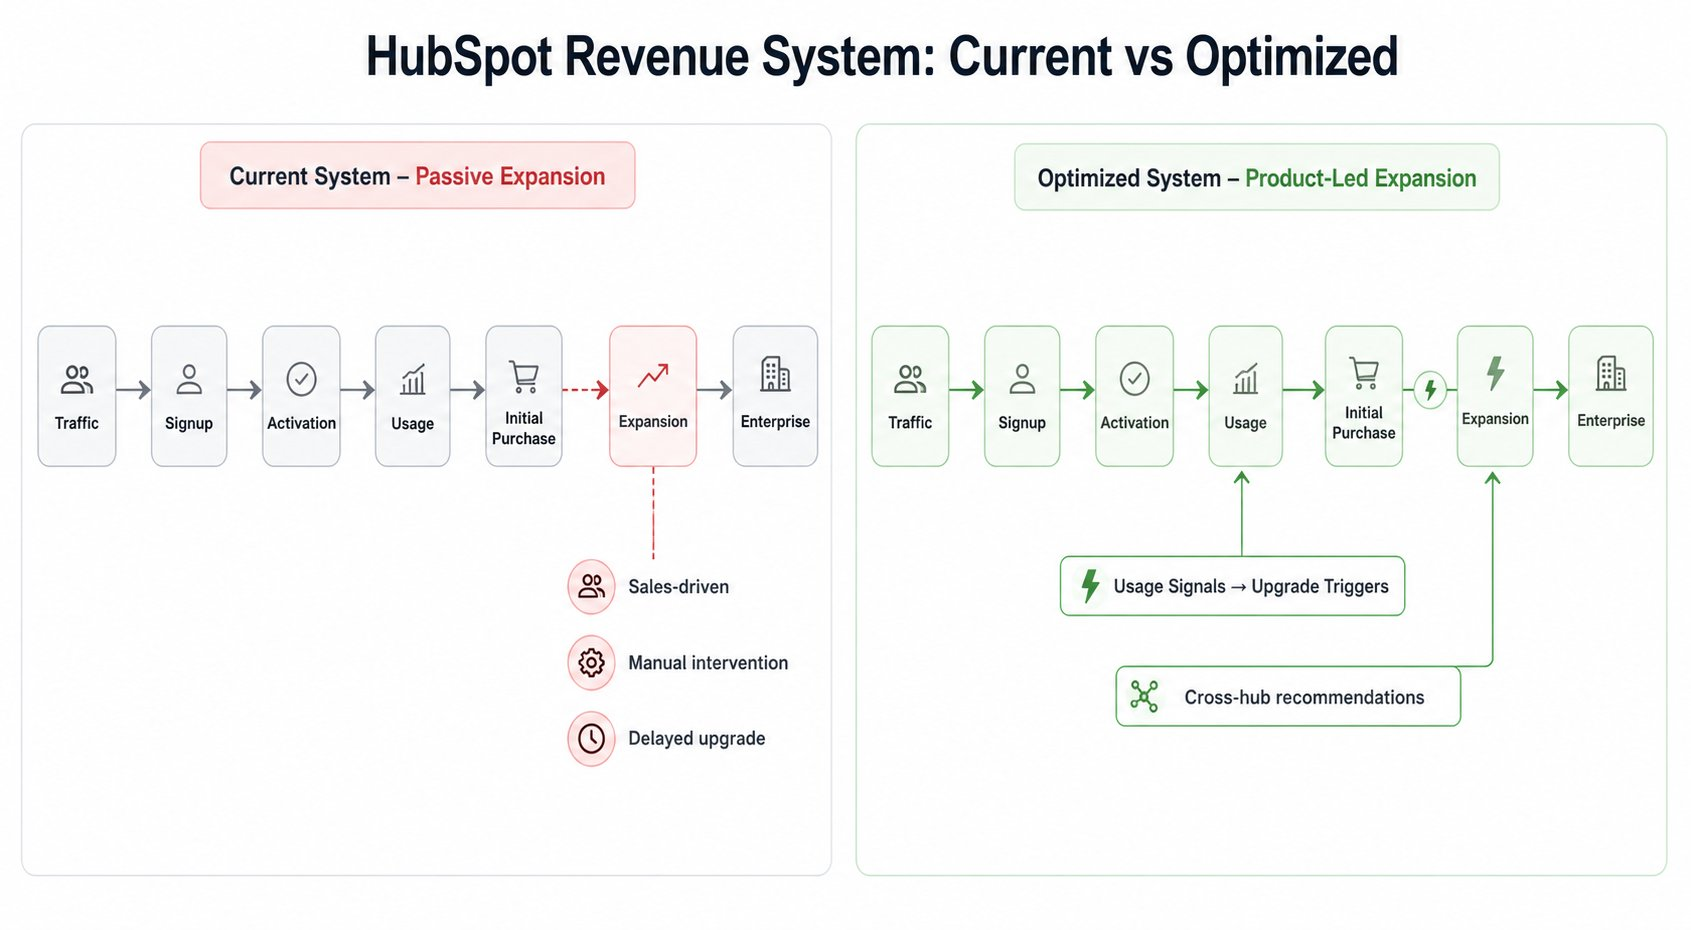 HubSpot Revenue System: Current vs Optimized
Current System – Passive Expansion
Traffic
Signup
Activation
Usage
Initial
Purchase
Expansion
Enterprise
Sales-driven
Manual intervention
Delayed upgrade
Optimized System – Product-Led Expansion
Traffic
Signup
Activation
Usage
Initial
Purchase
Expansion
Enterprise
Usage Signals → Upgrade Triggers
Cross-hub recommendations